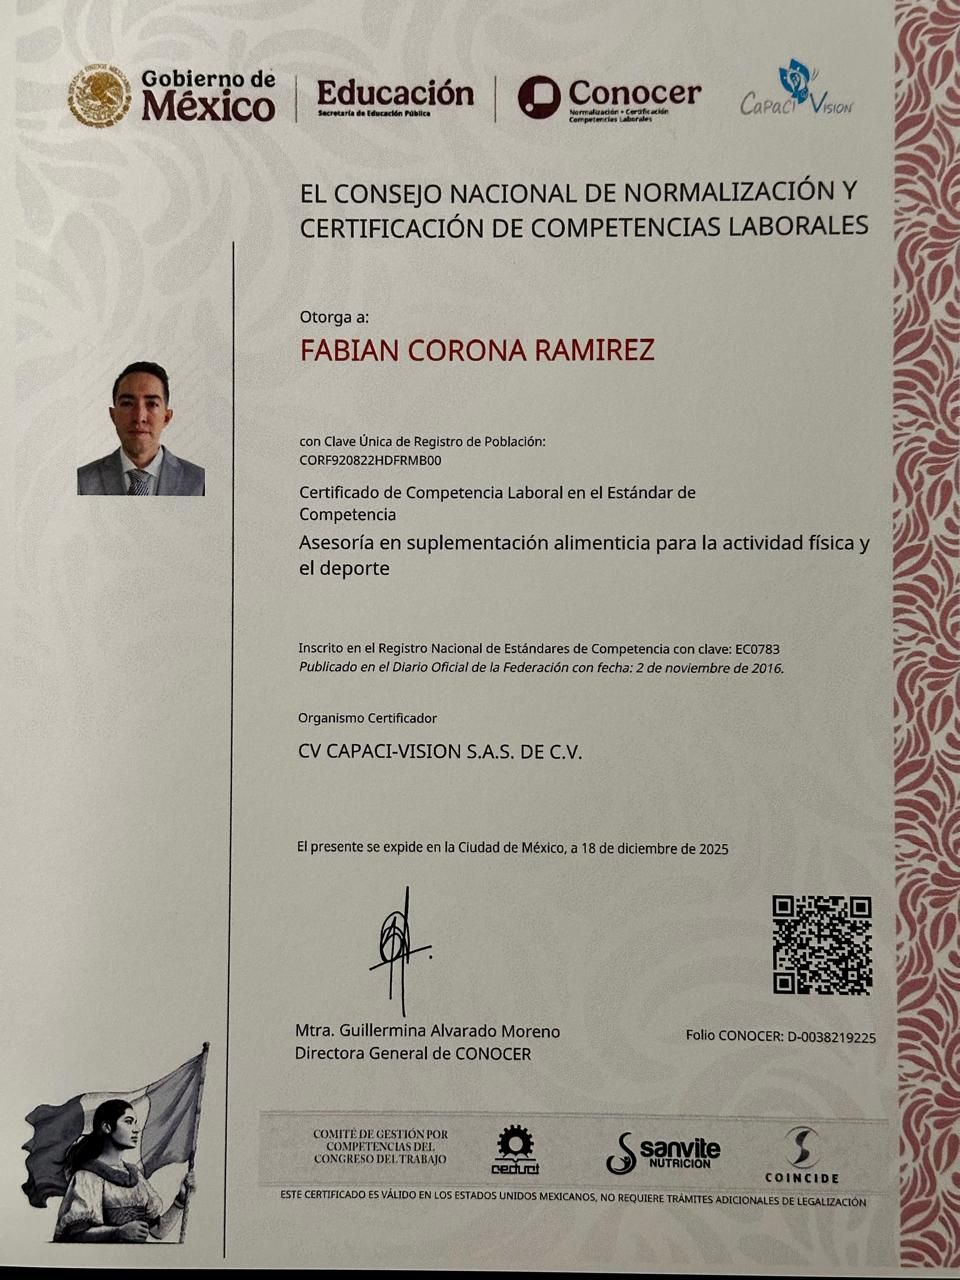 Gobierno de
México
Educación
Secretaría de Educación Pública
Conocer
Normalización • Certificación
Competencias Laborales
CaPaCi Vision
EL CONSEJO NACIONAL DE NORMALIZACIÓN Y
CERTIFICACIÓN DE COMPETENCIAS LABORALES
Otorga a:
FABIAN CORONA RAMIREZ
con Clave Única de Registro de Población:
CORF920822HDFRMB00
Certificado de Competencia Laboral en el Estándar de
Competencia
Asesoría en suplementación alimenticia para la actividad física y
el deporte
Inscrito en el Registro Nacional de Estándares de Competencia con clave: EC0783
Publicado en el Diario Oficial de la Federación con fecha: 2 de noviembre de 2016.
Organismo Certificador
CV CAPACI-VISION S.A.S. DE C.V.
El presente se expide en la Ciudad de México, a 18 de diciembre de 2025
Mtra. Guillermina Alvarado Moreno
Directora General de CONOCER
Folio CONOCER: D-0038219225
COMITÉ DE GESTIÓN POR
COMPETENCIAS DEL
CONGRESO DEL TRABAJO
sanvite
NUTRICIÓN
COINCIDE
ESTE CERTIFICADO ES VÁLIDO EN LOS ESTADOS UNIDOS MEXICANOS, NO REQUIERE TRÁMITES ADICIONALES DE LEGALIZACIÓN